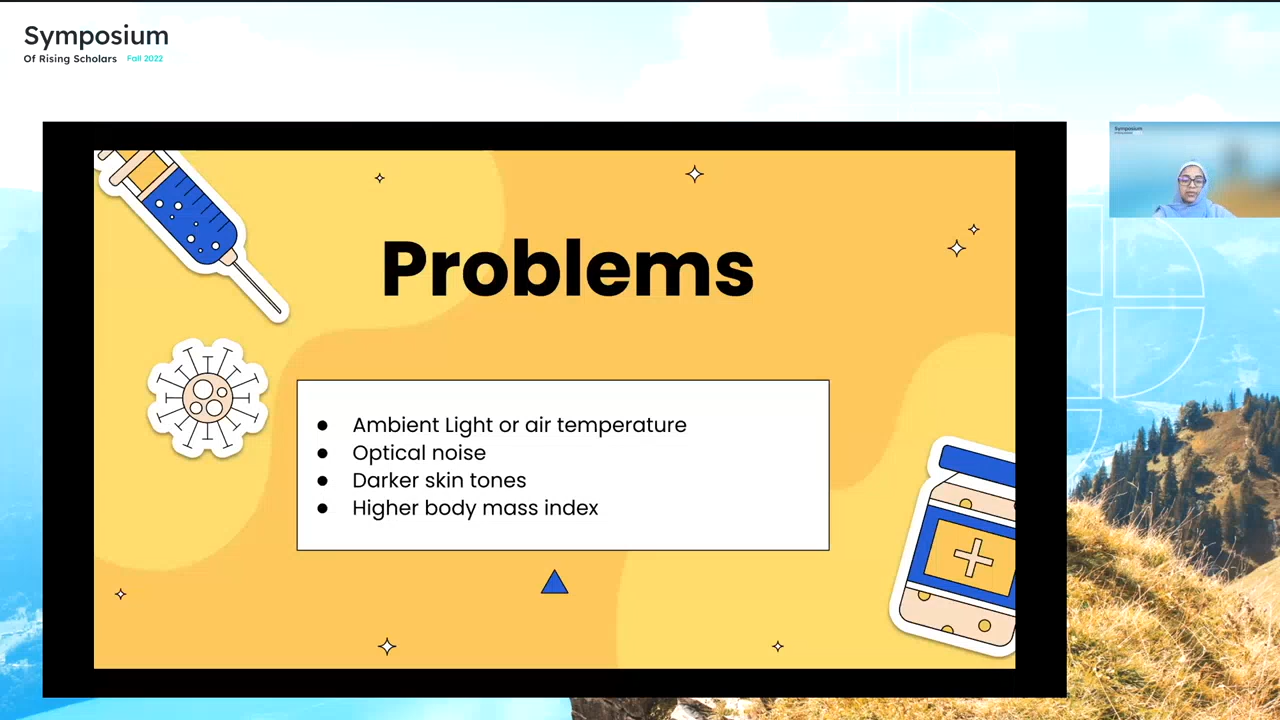 Symposium
Of Rising Scholars Fall 2022
Symposium
Problems
● Ambient Light or air temperature
● Optical noise
● Darker skin tones
● Higher body mass index